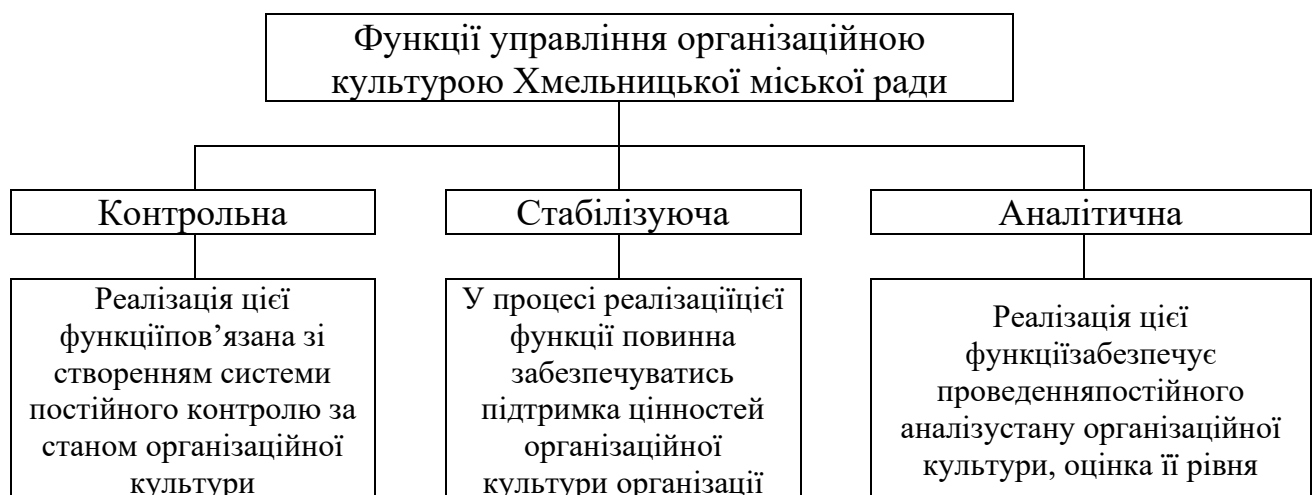 Функції управління організаційною
культурою Хмельницької міської ради
Контрольна
Стабілізуюча
Аналітична
Реалізація цієї
функціїпов’язана зі
створенням системи
постійного контролю за
станом організаційної
культури
У процесі реалізаціїцієї
функції повинна
забезпечуватись
підтримка цінностей
організаційної
культури організації
Реалізація цієї
функціїзабезпечує
проведенняпостійного
аналізустану організаційної
культури, оцінка її рівня